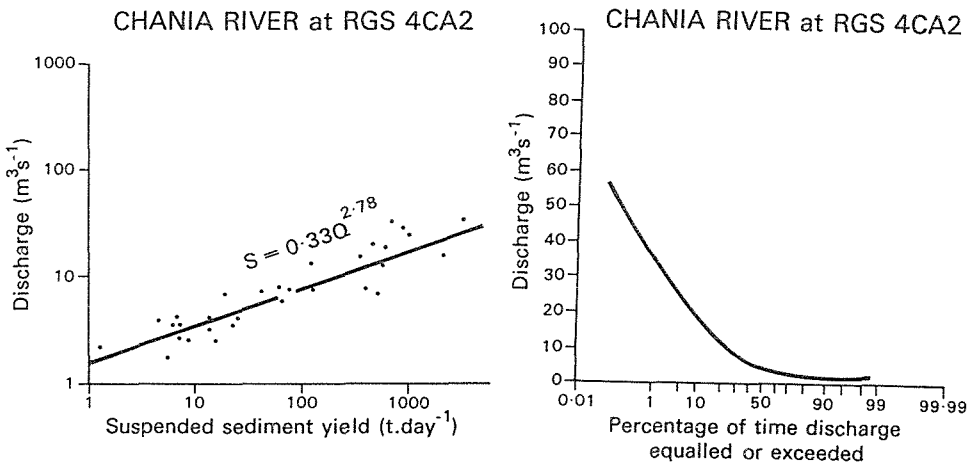 CHANIA RIVER at RGS 4CA2
1000
100
10
1
Discharge (m³s⁻¹)
S = 0·33Q²·⁷⁸
1 10 100 1000
Suspended sediment yield (t.day⁻¹)
CHANIA RIVER at RGS 4CA2
100
90
80
70
60
50
40
30
20
10
0
Discharge (m³s⁻¹)
0·01 1 10 50 90 99 99·99
Percentage of time discharge
equalled or exceeded